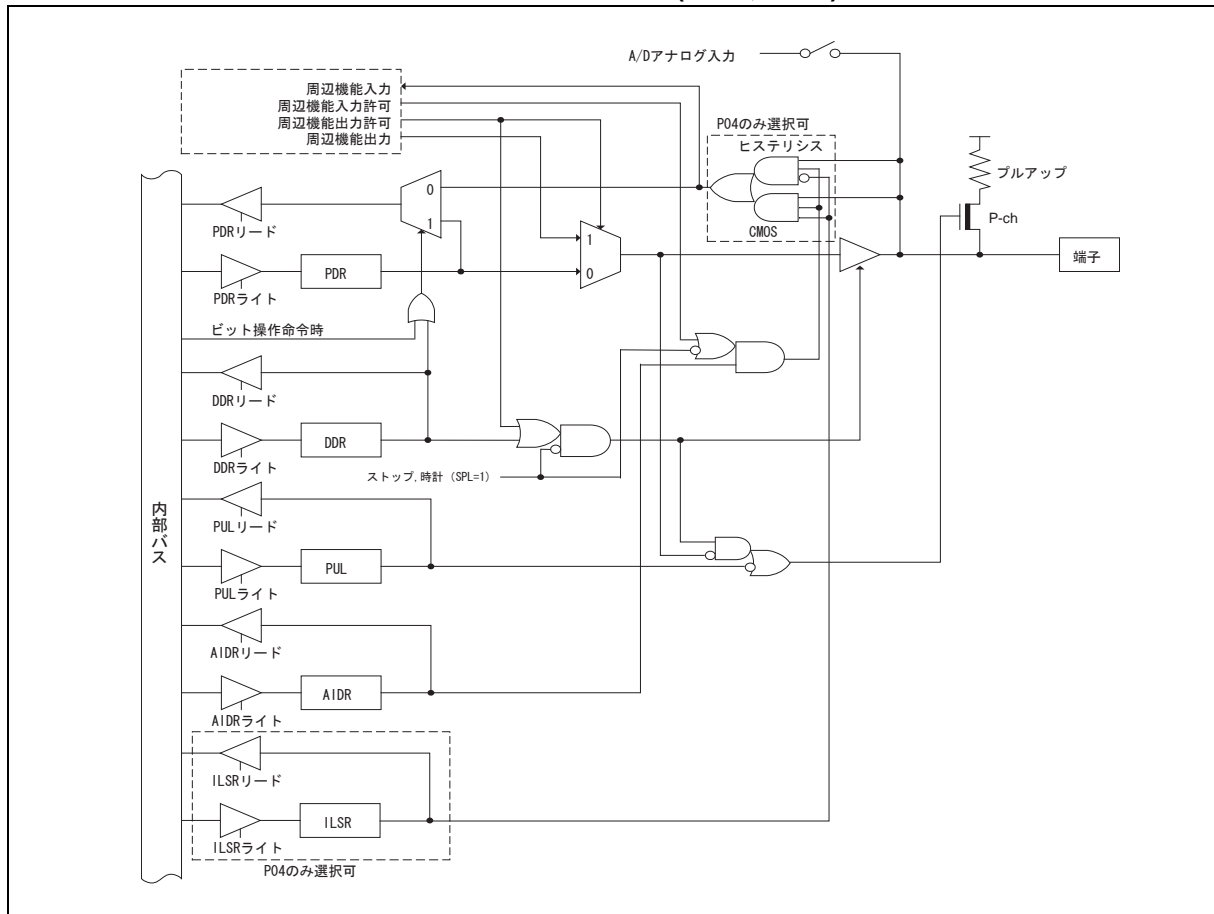 A/Dアナログ入力
周辺機能入力
周辺機能入力許可
周辺機能出力許可
周辺機能出力
P04のみ選択可
ヒステリシス
CMOS
プルアップ
P-ch
端子
0
1
PDRリード
PDR
PDRライト
1
0
ビット操作命令時
DDRリード
DDR
DDRライト
ストップ,時計 (SPL=1)
内部バス
PULリード
PUL
PULライト
AIDRリード
AIDR
AIDRライト
ILSRリード
ILSR
ILSRライト
P04のみ選択可